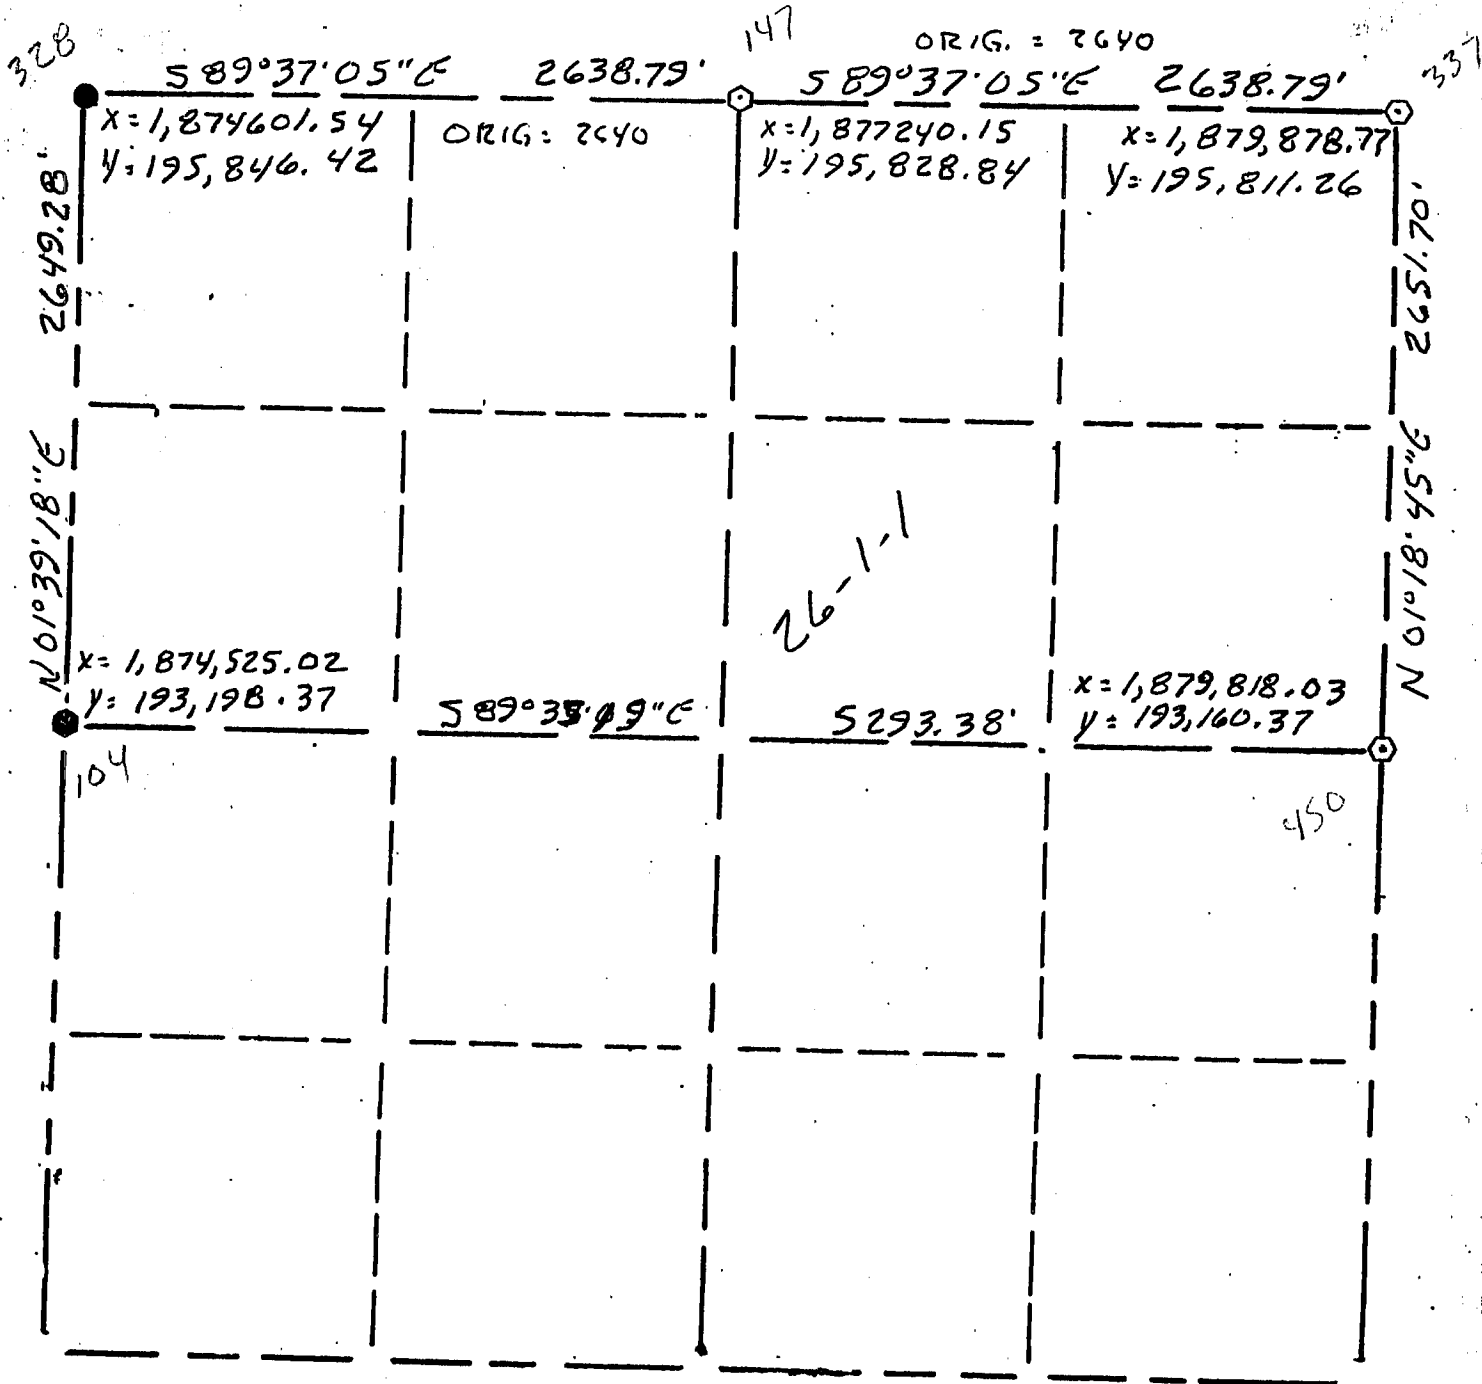 328
147
ORIG. = 2640
337
S 89°37'05"E 2638.79'
S 89°37'05"E 2638.79'
X=1,874601.54
Y=195,846.42
ORIG: 2640
X=1,877240.15
Y=195,828.84
X=1,879,878.77
Y=195,811.26
2649.28'
N 01°39'18"E
2651.70'
N 01°18'45"E
26-1-1
X=1,874,525.02
Y=193,198.37
S 89°35' "E
5293.38'
X=1,879,818.03
Y=193,160.37
104
450